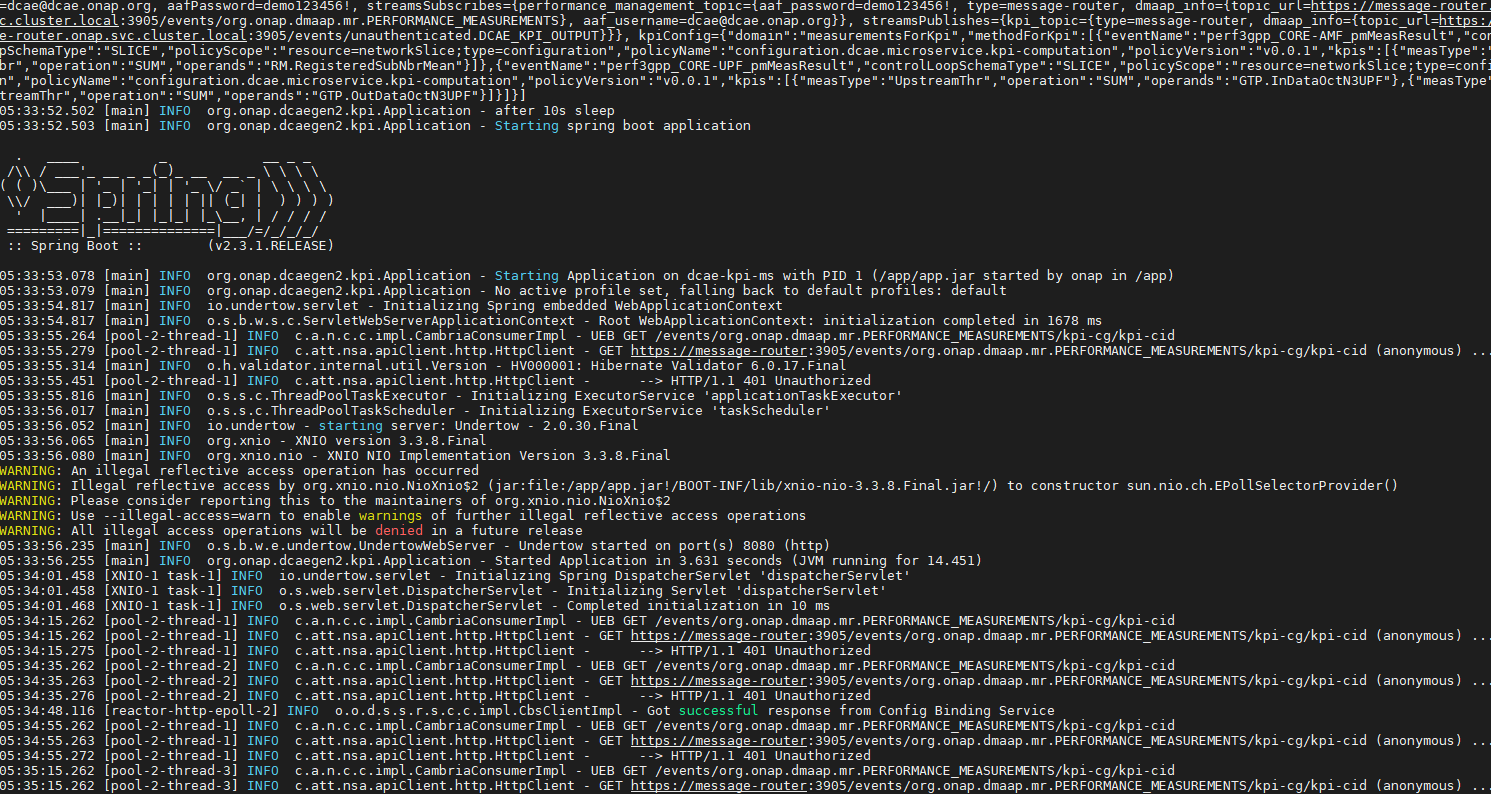 =dcae@dcae.onap.org, aafPassword=demo123456!, streamsSubscribes={performance_management_topic={aaf_password=demo123456!, type=message-router, dmaap_info={topic_url=https://message-router.
c.cluster.local:3905/events/org.onap.dmaap.mr.PERFORMANCE_MEASUREMENTS}, aaf_username=dcae@dcae.onap.org}}, streamsPublishes={kpi_topic={type=message-router, dmaap_info={topic_url=https:/
e-router.onap.svc.cluster.local:3905/events/unauthenticated.DCAE_KPI_OUTPUT}}}, kpiConfig={"domain":"measurementsForKpi","methodForKpi":[{"eventName":"perf3gpp_CORE-AMF_pmMeasResult","con
pSchemaType":"SLICE","policyScope":"resource=networkSlice;type=configuration","policyName":"configuration.dcae.microservice.kpi-computation","policyVersion":"v0.0.1","kpis":[{"measType":"
br","operation":"SUM","operands":"RM.RegisteredSubNbrMean"}]},{"eventName":"perf3gpp_CORE-UPF_pmMeasResult","controlLoopSchemaType":"SLICE","policyScope":"resource=networkSlice;type=confi
n","policyName":"configuration.dcae.microservice.kpi-computation","policyVersion":"v0.0.1","kpis":[{"measType":"UpstreamThr","operation":"SUM","operands":"GTP.InDataOctN3UPF"},{"measType"
treamThr","operation":"SUM","operands":"GTP.OutDataOctN3UPF"}]}]}]
05:33:52.502 [main] INFO  org.onap.dcaegen2.kpi.Application - after 10s sleep
05:33:52.503 [main] INFO  org.onap.dcaegen2.kpi.Application - Starting spring boot application
  .   ____          _            __ _ _
 /\\ / ___'_ __ _ _(_)_ __  __ _ \ \ \ \
( ( )\___ | '_ | '_| | '_ \/ _` | \ \ \ \
 \\/  ___)| |_)| | | | | || (_| |  ) ) ) )
  '  |____| .__|_| |_|_| |_\__, | / / / /
 =========|_|==============|___/=/_/_/_/
 :: Spring Boot ::        (v2.3.1.RELEASE)
05:33:53.078 [main] INFO  org.onap.dcaegen2.kpi.Application - Starting Application on dcae-kpi-ms with PID 1 (/app/app.jar started by onap in /app)
05:33:53.079 [main] INFO  org.onap.dcaegen2.kpi.Application - No active profile set, falling back to default profiles: default
05:33:54.817 [main] INFO  io.undertow.servlet - Initializing Spring embedded WebApplicationContext
05:33:54.817 [main] INFO  o.s.b.w.s.c.ServletWebServerApplicationContext - Root WebApplicationContext: initialization completed in 1678 ms
05:33:55.264 [pool-2-thread-1] INFO  c.a.n.c.c.impl.CambriaConsumerImpl - UEB GET /events/org.onap.dmaap.mr.PERFORMANCE_MEASUREMENTS/kpi-cg/kpi-cid
05:33:55.279 [pool-2-thread-1] INFO  c.att.nsa.apiClient.http.HttpClient - GET https://message-router:3905/events/org.onap.dmaap.mr.PERFORMANCE_MEASUREMENTS/kpi-cg/kpi-cid (anonymous) ...
05:33:55.314 [main] INFO  o.h.validator.internal.util.Version - HV000001: Hibernate Validator 6.0.17.Final
05:33:55.451 [pool-2-thread-1] INFO  c.att.nsa.apiClient.http.HttpClient -      --> HTTP/1.1 401 Unauthorized
05:33:55.816 [main] INFO  o.s.s.c.ThreadPoolTaskExecutor - Initializing ExecutorService 'applicationTaskExecutor'
05:33:56.017 [main] INFO  o.s.s.c.ThreadPoolTaskScheduler - Initializing ExecutorService 'taskScheduler'
05:33:56.052 [main] INFO  io.undertow - starting server: Undertow - 2.0.30.Final
05:33:56.065 [main] INFO  org.xnio - XNIO version 3.3.8.Final
05:33:56.080 [main] INFO  org.xnio.nio - XNIO NIO Implementation Version 3.3.8.Final
WARNING: An illegal reflective access operation has occurred
WARNING: Illegal reflective access by org.xnio.nio.NioXnio$2 (jar:file:/app/app.jar!/BOOT-INF/lib/xnio-nio-3.3.8.Final.jar!/) to constructor sun.nio.ch.EPollSelectorProvider()
WARNING: Please consider reporting this to the maintainers of org.xnio.nio.NioXnio$2
WARNING: Use --illegal-access=warn to enable warnings of further illegal reflective access operations
WARNING: All illegal access operations will be denied in a future release
05:33:56.235 [main] INFO  o.s.b.w.e.undertow.UndertowWebServer - Undertow started on port(s) 8080 (http)
05:33:56.255 [main] INFO  org.onap.dcaegen2.kpi.Application - Started Application in 3.631 seconds (JVM running for 14.451)
05:34:01.458 [XNIO-1 task-1] INFO  io.undertow.servlet - Initializing Spring DispatcherServlet 'dispatcherServlet'
05:34:01.458 [XNIO-1 task-1] INFO  o.s.web.servlet.DispatcherServlet - Initializing Servlet 'dispatcherServlet'
05:34:01.468 [XNIO-1 task-1] INFO  o.s.web.servlet.DispatcherServlet - Completed initialization in 10 ms
05:34:15.262 [pool-2-thread-1] INFO  c.a.n.c.c.impl.CambriaConsumerImpl - UEB GET /events/org.onap.dmaap.mr.PERFORMANCE_MEASUREMENTS/kpi-cg/kpi-cid
05:34:15.262 [pool-2-thread-1] INFO  c.att.nsa.apiClient.http.HttpClient - GET https://message-router:3905/events/org.onap.dmaap.mr.PERFORMANCE_MEASUREMENTS/kpi-cg/kpi-cid (anonymous) ...
05:34:15.275 [pool-2-thread-1] INFO  c.att.nsa.apiClient.http.HttpClient -      --> HTTP/1.1 401 Unauthorized
05:34:35.262 [pool-2-thread-2] INFO  c.a.n.c.c.impl.CambriaConsumerImpl - UEB GET /events/org.onap.dmaap.mr.PERFORMANCE_MEASUREMENTS/kpi-cg/kpi-cid
05:34:35.263 [pool-2-thread-2] INFO  c.att.nsa.apiClient.http.HttpClient - GET https://message-router:3905/events/org.onap.dmaap.mr.PERFORMANCE_MEASUREMENTS/kpi-cg/kpi-cid (anonymous) ...
05:34:35.276 [pool-2-thread-2] INFO  c.att.nsa.apiClient.http.HttpClient -      --> HTTP/1.1 401 Unauthorized
05:34:48.116 [reactor-http-epoll-2] INFO  o.o.d.s.s.r.s.c.c.impl.CbsClientImpl - Got successful response from Config Binding Service
05:34:55.262 [pool-2-thread-1] INFO  c.a.n.c.c.impl.CambriaConsumerImpl - UEB GET /events/org.onap.dmaap.mr.PERFORMANCE_MEASUREMENTS/kpi-cg/kpi-cid
05:34:55.263 [pool-2-thread-1] INFO  c.att.nsa.apiClient.http.HttpClient - GET https://message-router:3905/events/org.onap.dmaap.mr.PERFORMANCE_MEASUREMENTS/kpi-cg/kpi-cid (anonymous) ...
05:34:55.272 [pool-2-thread-1] INFO  c.att.nsa.apiClient.http.HttpClient -      --> HTTP/1.1 401 Unauthorized
05:35:15.262 [pool-2-thread-3] INFO  c.a.n.c.c.impl.CambriaConsumerImpl - UEB GET /events/org.onap.dmaap.mr.PERFORMANCE_MEASUREMENTS/kpi-cg/kpi-cid
05:35:15.262 [pool-2-thread-3] INFO  c.att.nsa.apiClient.http.HttpClient - GET https://message-router:3905/events/org.onap.dmaap.mr.PERFORMANCE_MEASUREMENTS/kpi-cg/kpi-cid (anonymous) ...